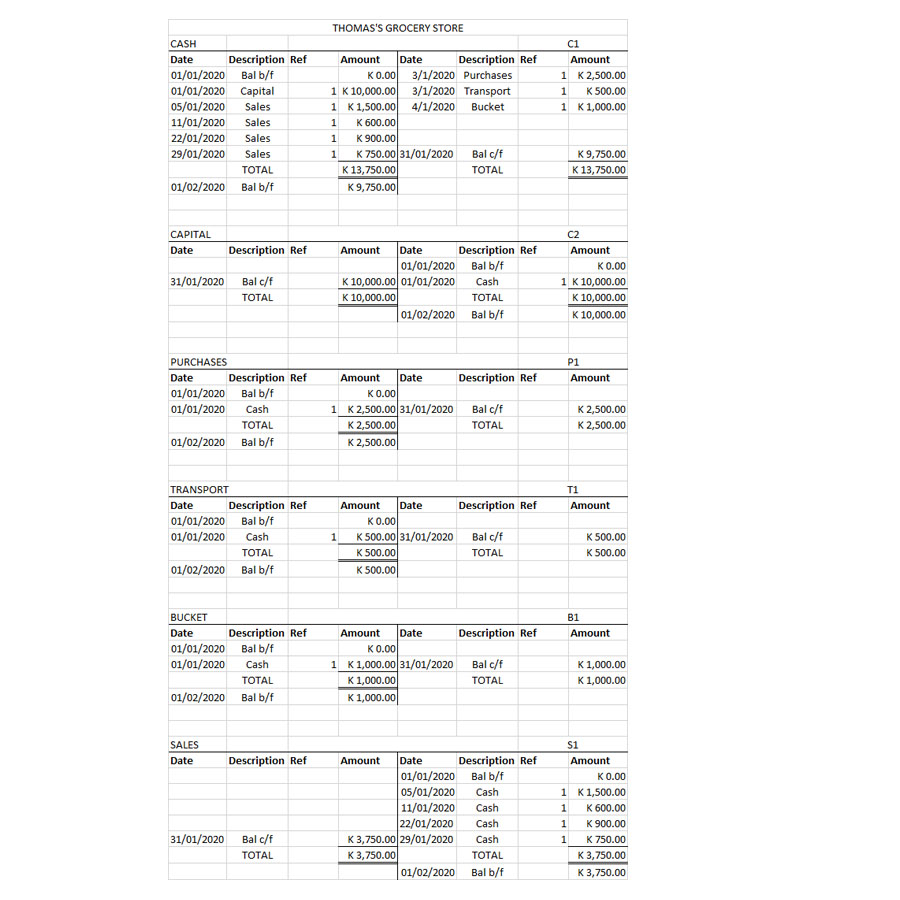 THOMAS'S GROCERY STORE
CASH C1
Date Description Ref Amount Date Description Ref Amount
01/01/2020 Bal b/f K 0.00 3/1/2020 Purchases 1 K 2,500.00
01/01/2020 Capital 1 K 10,000.00 3/1/2020 Transport 1 K 500.00
05/01/2020 Sales 1 K 1,500.00 4/1/2020 Bucket 1 K 1,000.00
11/01/2020 Sales 1 K 600.00
22/01/2020 Sales 1 K 900.00
29/01/2020 Sales 1 K 750.00 31/01/2020 Bal c/f K 9,750.00
TOTAL K 13,750.00 TOTAL K 13,750.00
01/02/2020 Bal b/f K 9,750.00
CAPITAL C2
Date Description Ref Amount Date Description Ref Amount
01/01/2020 Bal b/f K 0.00
31/01/2020 Bal c/f K 10,000.00 01/01/2020 Cash 1 K 10,000.00
TOTAL K 10,000.00 TOTAL K 10,000.00
01/02/2020 Bal b/f K 10,000.00
PURCHASES P1
Date Description Ref Amount Date Description Ref Amount
01/01/2020 Bal b/f K 0.00
01/01/2020 Cash 1 K 2,500.00 31/01/2020 Bal c/f K 2,500.00
TOTAL K 2,500.00 TOTAL K 2,500.00
01/02/2020 Bal b/f K 2,500.00
TRANSPORT T1
Date Description Ref Amount Date Description Ref Amount
01/01/2020 Bal b/f K 0.00
01/01/2020 Cash 1 K 500.00 31/01/2020 Bal c/f K 500.00
TOTAL K 500.00 TOTAL K 500.00
01/02/2020 Bal b/f K 500.00
BUCKET B1
Date Description Ref Amount Date Description Ref Amount
01/01/2020 Bal b/f K 0.00
01/01/2020 Cash 1 K 1,000.00 31/01/2020 Bal c/f K 1,000.00
TOTAL K 1,000.00 TOTAL K 1,000.00
01/02/2020 Bal b/f K 1,000.00
SALES S1
Date Description Ref Amount Date Description Ref Amount
01/01/2020 Bal b/f K 0.00
05/01/2020 Cash 1 K 1,500.00
11/01/2020 Cash 1 K 600.00
22/01/2020 Cash 1 K 900.00
31/01/2020 Bal c/f K 3,750.00 29/01/2020 Cash 1 K 750.00
TOTAL K 3,750.00 TOTAL K 3,750.00
01/02/2020 Bal b/f K 3,750.00